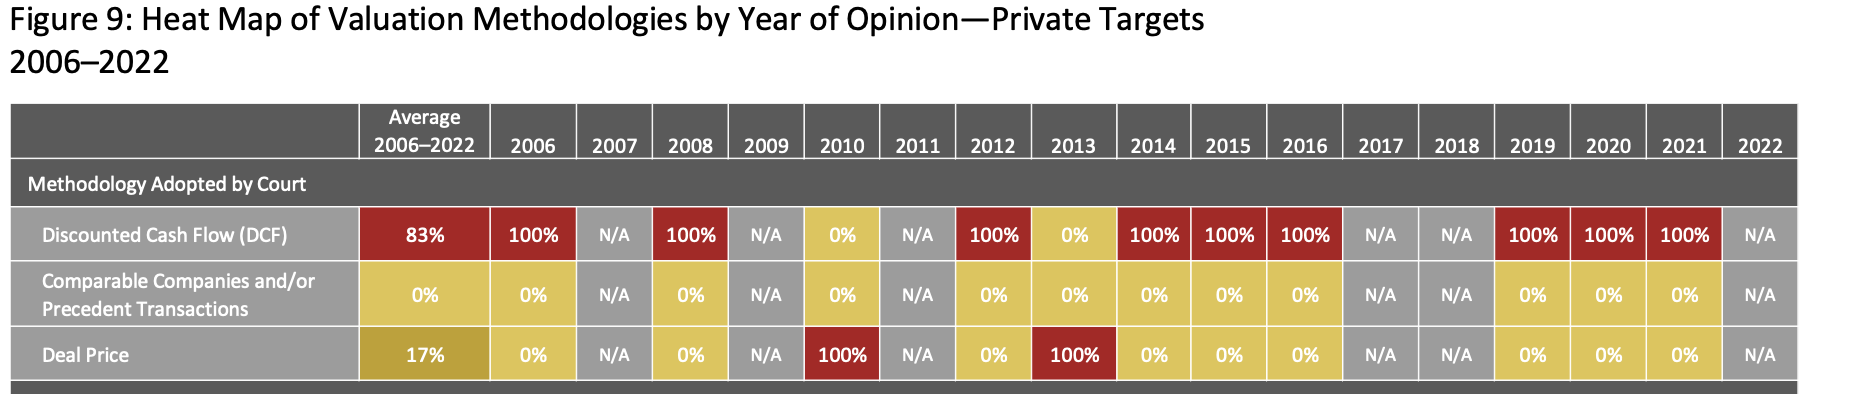 Figure 9: Heat Map of Valuation Methodologies by Year of Opinion—Private Targets
2006–2022
Average
2006–2022 2006 2007 2008 2009 2010 2011 2012 2013 2014 2015 2016 2017 2018 2019 2020 2021 2022
Methodology Adopted by Court
Discounted Cash Flow (DCF) 83% 100% N/A 100% N/A 0% N/A 100% 0% 100% 100% 100% N/A N/A 100% 100% 100% N/A
Comparable Companies and/or
Precedent Transactions 0% 0% N/A 0% N/A 0% N/A 0% 0% 0% 0% 0% N/A N/A 0% 0% 0% N/A
Deal Price 17% 0% N/A 0% N/A 100% N/A 0% 100% 0% 0% 0% N/A N/A 0% 0% 0% N/A